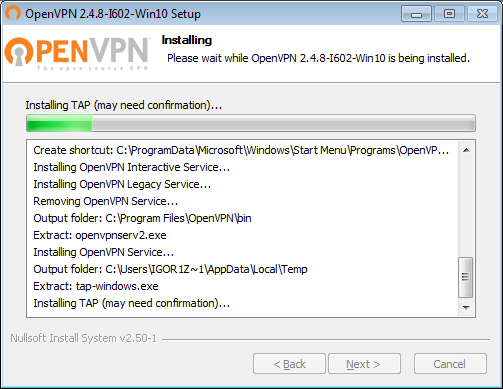 OpenVPN 2.4.8-I602-Win10 Setup
OPENVPN™
The open source VPN
Installing
Please wait while OpenVPN 2.4.8-I602-Win10 is being installed.
Installing TAP (may need confirmation)...
Create shortcut: C:\ProgramData\Microsoft\Windows\Start Menu\Programs\OpenVP...
Installing OpenVPN Interactive Service...
Installing OpenVPN Legacy Service...
Removing OpenVPN Service...
Output folder: C:\Program Files\OpenVPN\bin
Extract: openvpnserv2.exe
Installing OpenVPN Service...
Output folder: C:\Users\IGOR1Z~1\AppData\Local\Temp
Extract: tap-windows.exe
Installing TAP (may need confirmation)...
Nullsoft Install System v2.50-1
< Back
Next >
Cancel